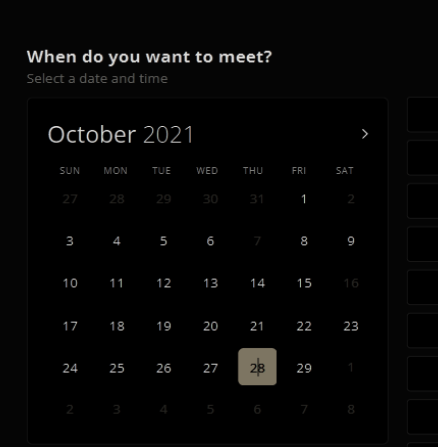 When do you want to meet?
Select a date and time
October 2021
SUN MON TUE WED THU FRI SAT
27 28 29 30 31 1 2
3 4 5 6 7 8 9
10 11 12 13 14 15 16
17 18 19 20 21 22 23
24 25 26 27 28 29 1
2 3 4 5 6 7 8